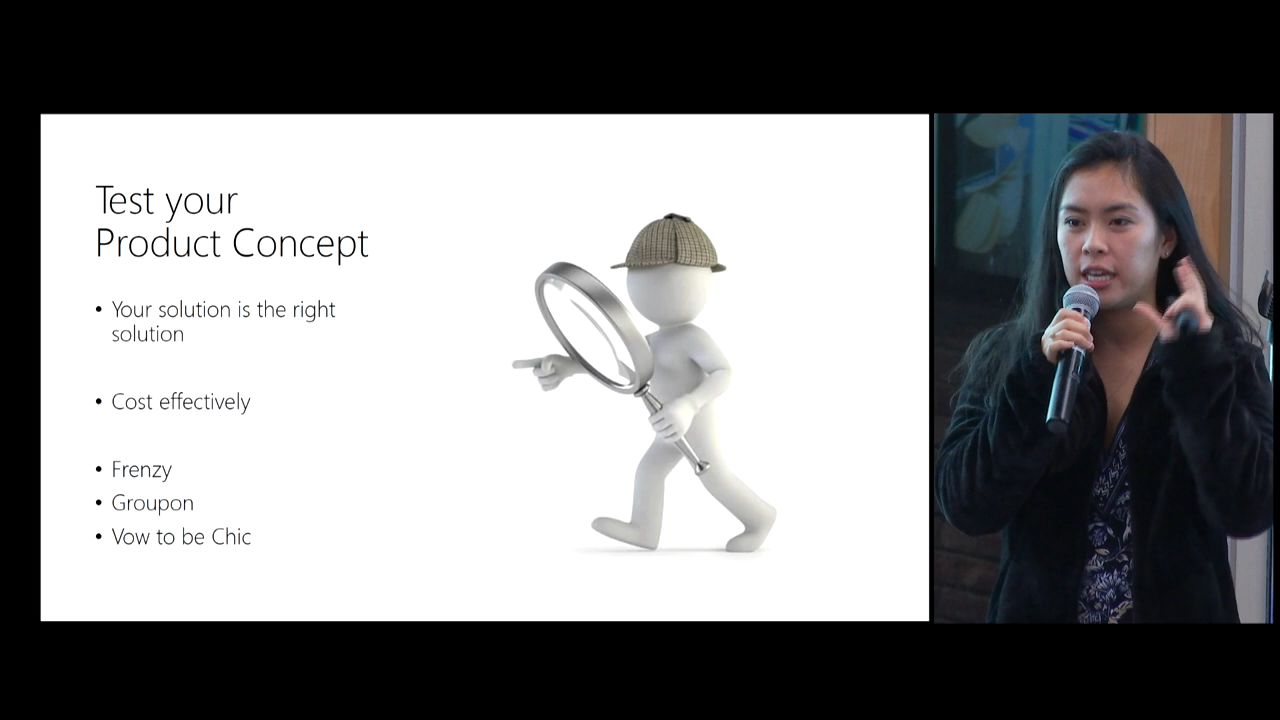 Test your
Product Concept
• Your solution is the right
solution
• Cost effectively
• Frenzy
• Groupon
• Vow to be Chic